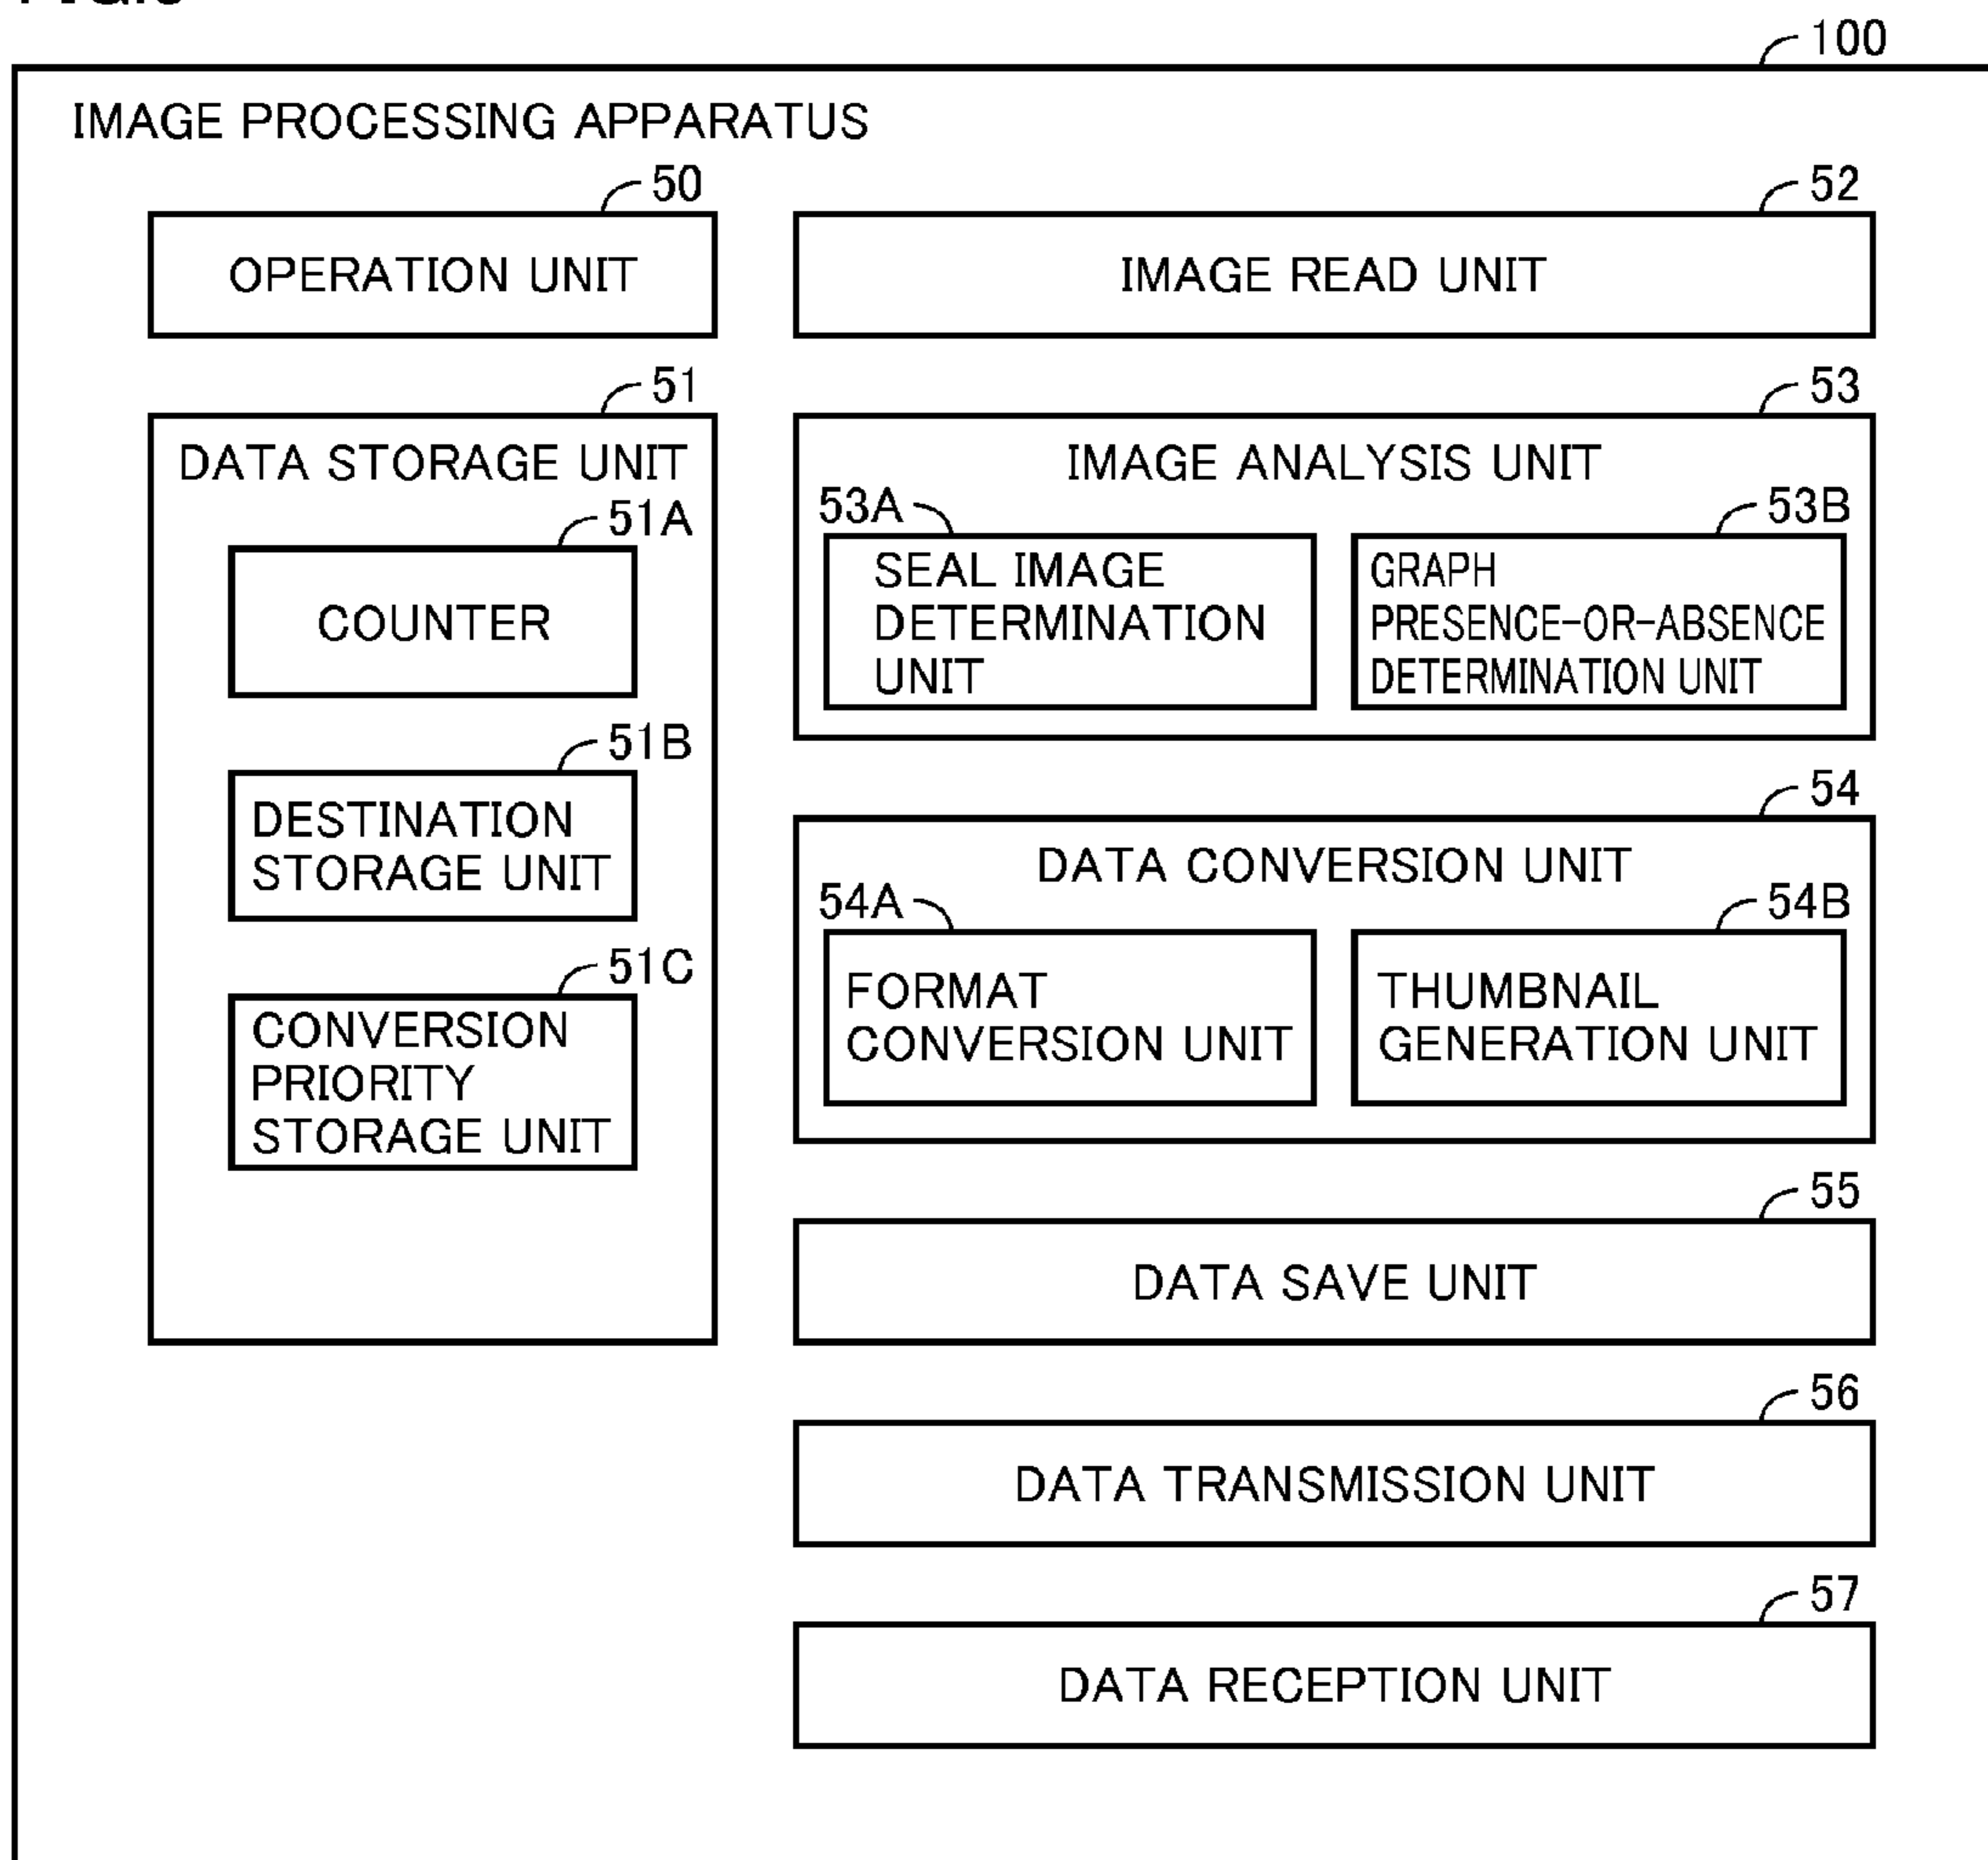 100
IMAGE PROCESSING APPARATUS
50
OPERATION UNIT
51
DATA STORAGE UNIT
51A
COUNTER
51B
DESTINATION
STORAGE UNIT
51C
CONVERSION
PRIORITY
STORAGE UNIT
52
IMAGE READ UNIT
53
IMAGE ANALYSIS UNIT
53A
SEAL IMAGE
DETERMINATION
UNIT
53B
GRAPH
PRESENCE-OR-ABSENCE
DETERMINATION UNIT
54
DATA CONVERSION UNIT
54A
FORMAT
CONVERSION UNIT
54B
THUMBNAIL
GENERATION UNIT
55
DATA SAVE UNIT
56
DATA TRANSMISSION UNIT
57
DATA RECEPTION UNIT